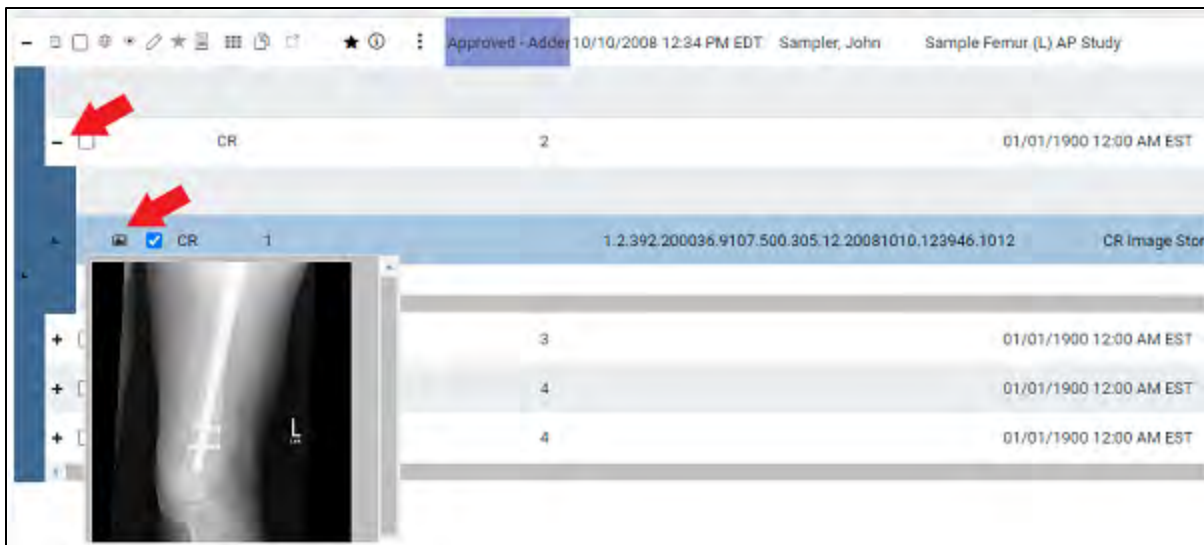 Approved - Adder 10/10/2008 12:34 PM EDT Sampler, John Sample Femur (L) AP Study
CR 2 01/01/1900 12:00 AM EST
CR 1 1.2.392.200036.9107.500.305.12.20081010.123946.1012 CR Image Stor
L
3 01/01/1900 12:00 AM EST
4 01/01/1900 12:00 AM EST
4 01/01/1900 12:00 AM EST